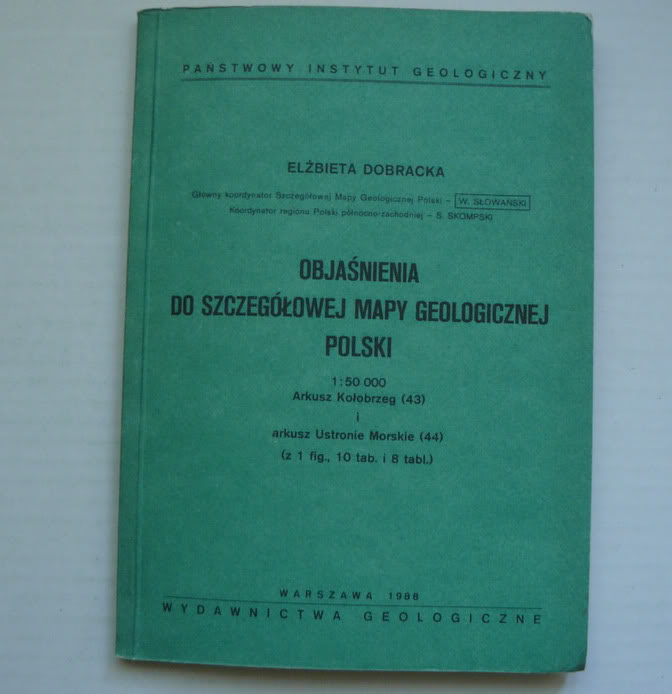 PAŃSTWOWY INSTYTUT GEOLOGICZNY
ELŻBIETA DOBRACKA
Główny koordynator Szczegółowej Mapy Geologicznej Polski – W. SŁOWAŃSKI
Koordynator regionu Polski północno-zachodniej – S. SKOMPSKI
OBJAŚNIENIA
DO SZCZEGÓŁOWEJ MAPY GEOLOGICZNEJ
POLSKI
1:50 000
Arkusz Kołobrzeg (43)
i
arkusz Ustronie Morskie (44)
(z 1 fig., 10 tab. i 8 tabl.)
WARSZAWA 1988
WYDAWNICTWA GEOLOGICZNE